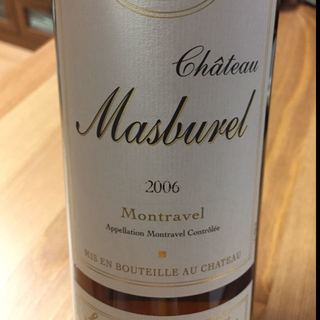 Château
Masburel
2006
Montravel
Appellation Montravel Contrôlée
MIS EN BOUTEILLE AU CHATEAU